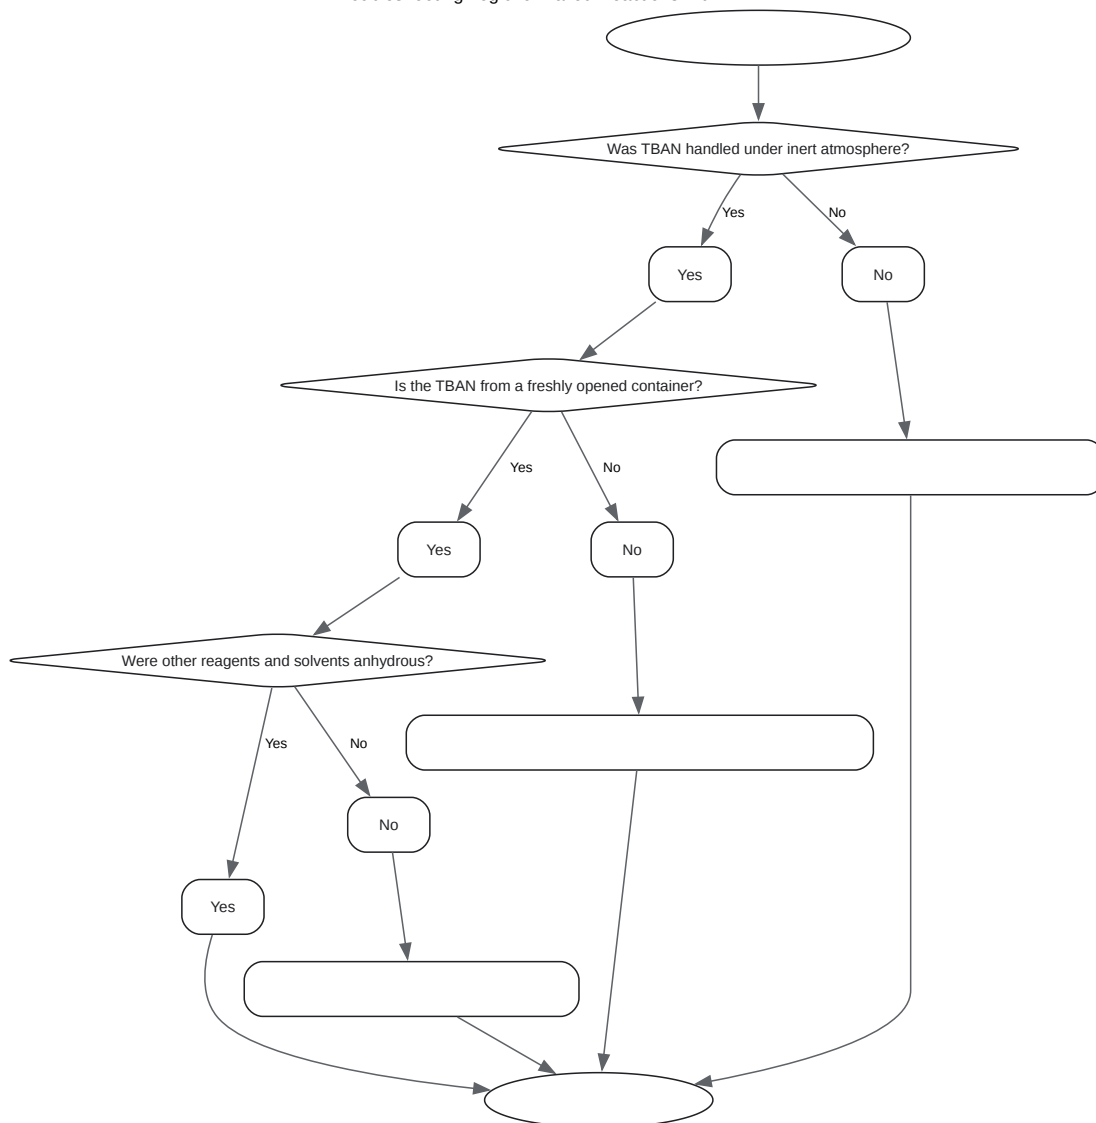 Was TBAN handled under inert atmosphere?
Yes
No
Yes
No
Is the TBAN from a freshly opened container?
Yes
No
Yes
No
Were other reagents and solvents anhydrous?
Yes
No
No
Yes